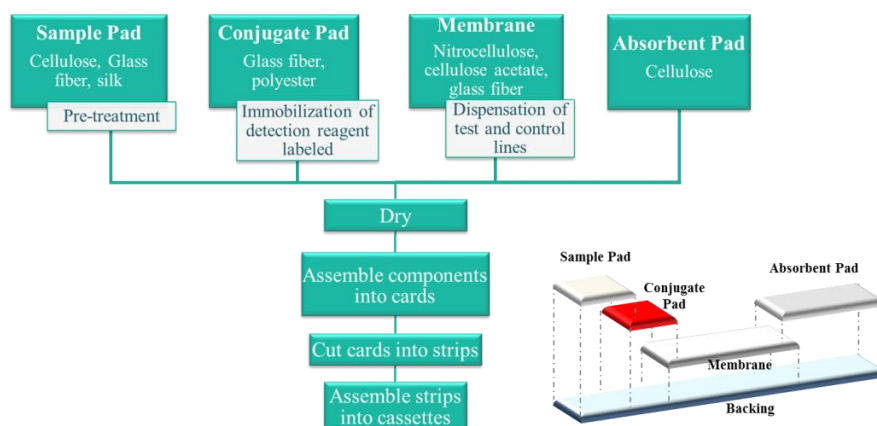 Sample Pad
Cellulose, Glass
fiber, silk
Pre-treatment
Conjugate Pad
Glass fiber,
polyester
Immobilization of
detection reagent
labeled
Membrane
Nitrocellulose,
cellulose acetate,
glass fiber
Dispensation of
test and control
lines
Absorbent Pad
Cellulose
Dry
Assemble components
into cards
Cut cards into strips
Assemble strips
into cassettes
Sample Pad
Conjugate
Pad
Absorbent Pad
Membrane
Backing